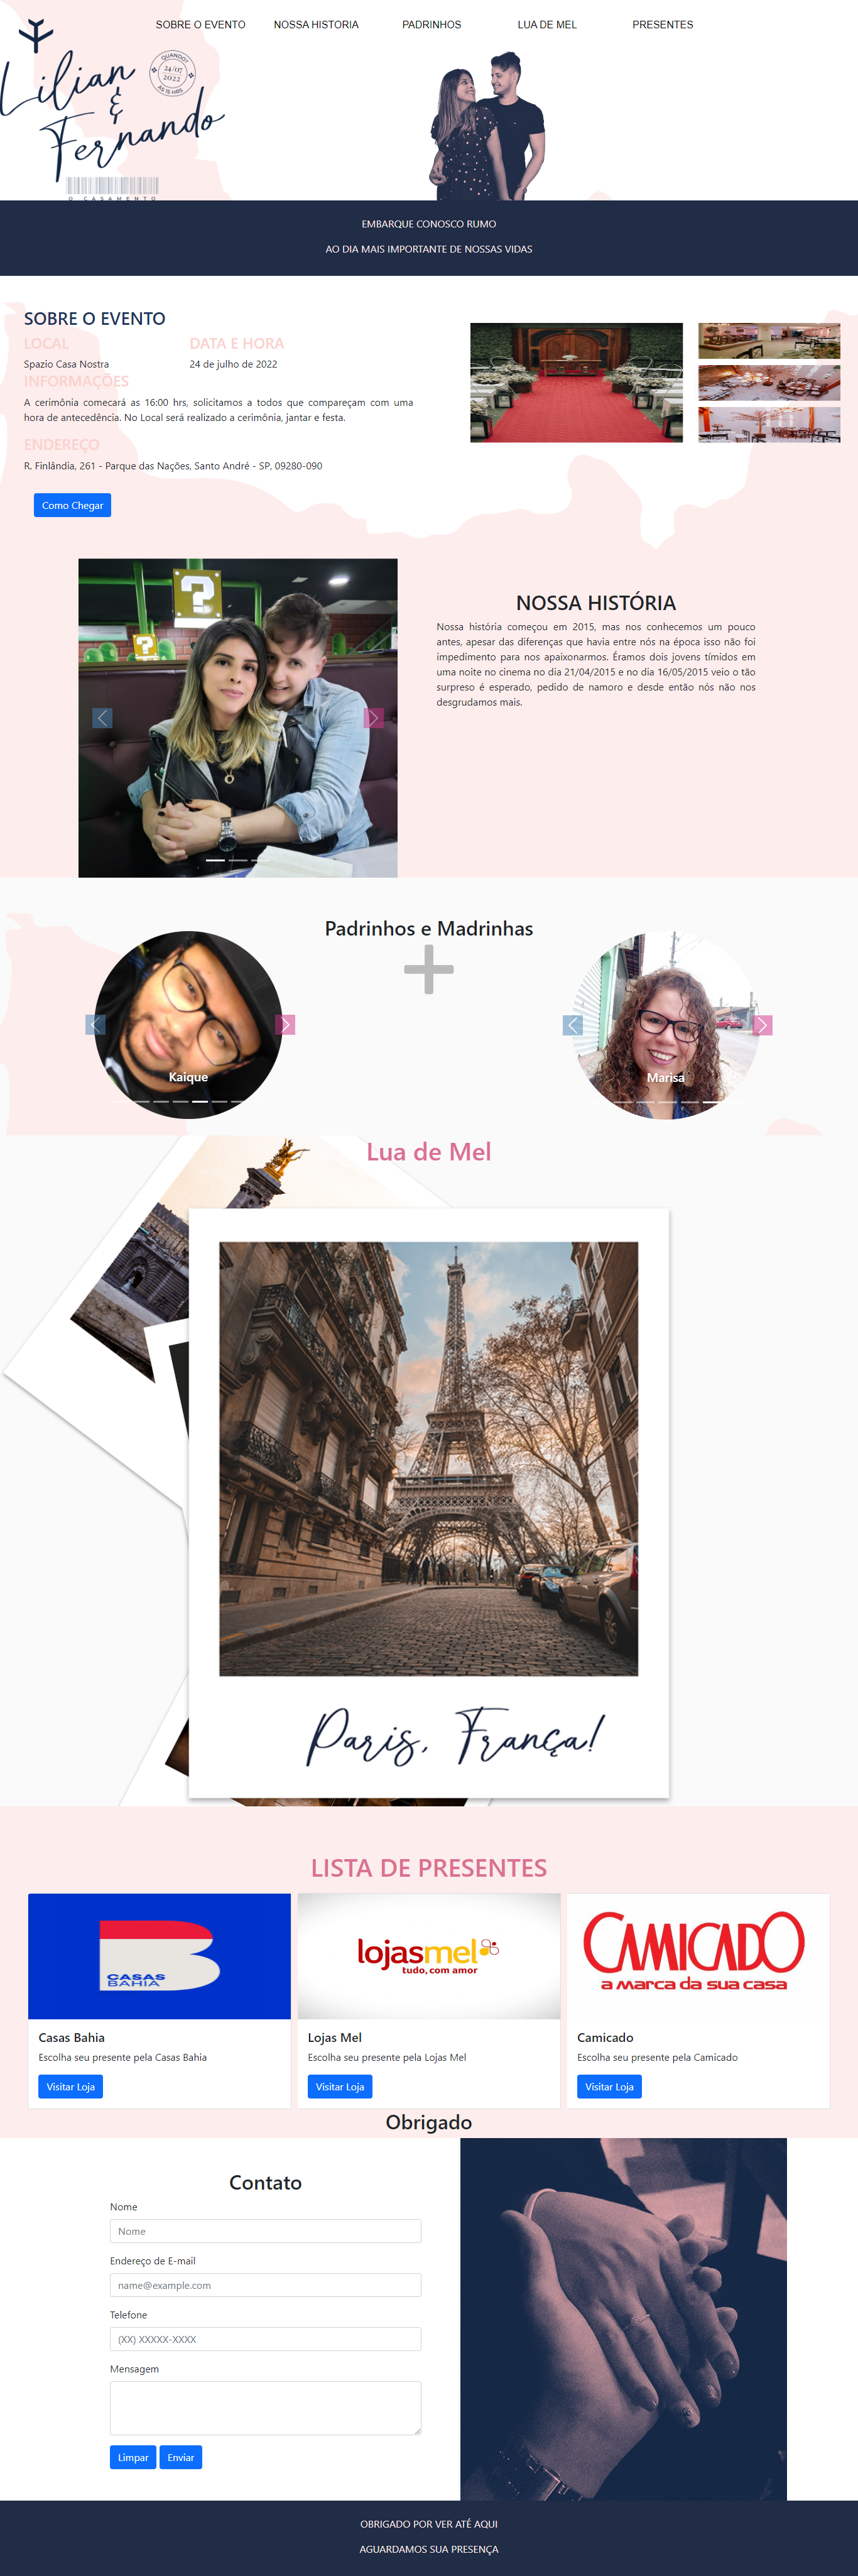 SOBRE O EVENTO
NOSSA HISTORIA
PADRINHOS
LUA DE MEL
PRESENTES
Lilian
&
Fernando
QUANDO?
24/07
2022
ÀS 15 HRS
O CASAMENTO
EMBARQUE CONOSCO RUMO
AO DIA MAIS IMPORTANTE DE NOSSAS VIDAS
SOBRE O EVENTO
LOCAL
Spazio Casa Nostra
DATA E HORA
24 de julho de 2022
INFORMAÇÕES
A cerimônia comecará as 16:00 hrs, solicitamos a todos que compareçam com uma
hora de antecedência. No Local será realizado a cerimônia, jantar e festa.
ENDEREÇO
R. Finlândia, 261 - Parque das Nações, Santo André - SP, 09280-090
Como Chegar
NOSSA HISTÓRIA
Nossa história começou em 2015, mas nos conhecemos um pouco
antes, apesar das diferenças que havia entre nós na época isso não foi
impedimento para nos apaixonarmos. Éramos dois jovens tímidos em
uma noite no cinema no dia 21/04/2015 e no dia 16/05/2015 veio o tão
surpreso é esperado, pedido de namoro e desde então nós não nos
desgrudamos mais.
Padrinhos e Madrinhas
Kaique
Marisa
Lua de Mel
Paris, França!
LISTA DE PRESENTES
CASAS
BAHIA
Casas Bahia
Escolha seu presente pela Casas Bahia
Visitar Loja
lojasmel
tudo, com amor
Lojas Mel
Escolha seu presente pela Lojas Mel
Visitar Loja
CAMICADO
a marca da sua casa
Camicado
Escolha seu presente pela Camicado
Visitar Loja
Obrigado
Contato
Nome
Nome
Endereço de E-mail
name@example.com
Telefone
(XX) XXXXX-XXXX
Mensagem
Limpar
Enviar
OBRIGADO POR VER ATÉ AQUI
AGUARDAMOS SUA PRESENÇA